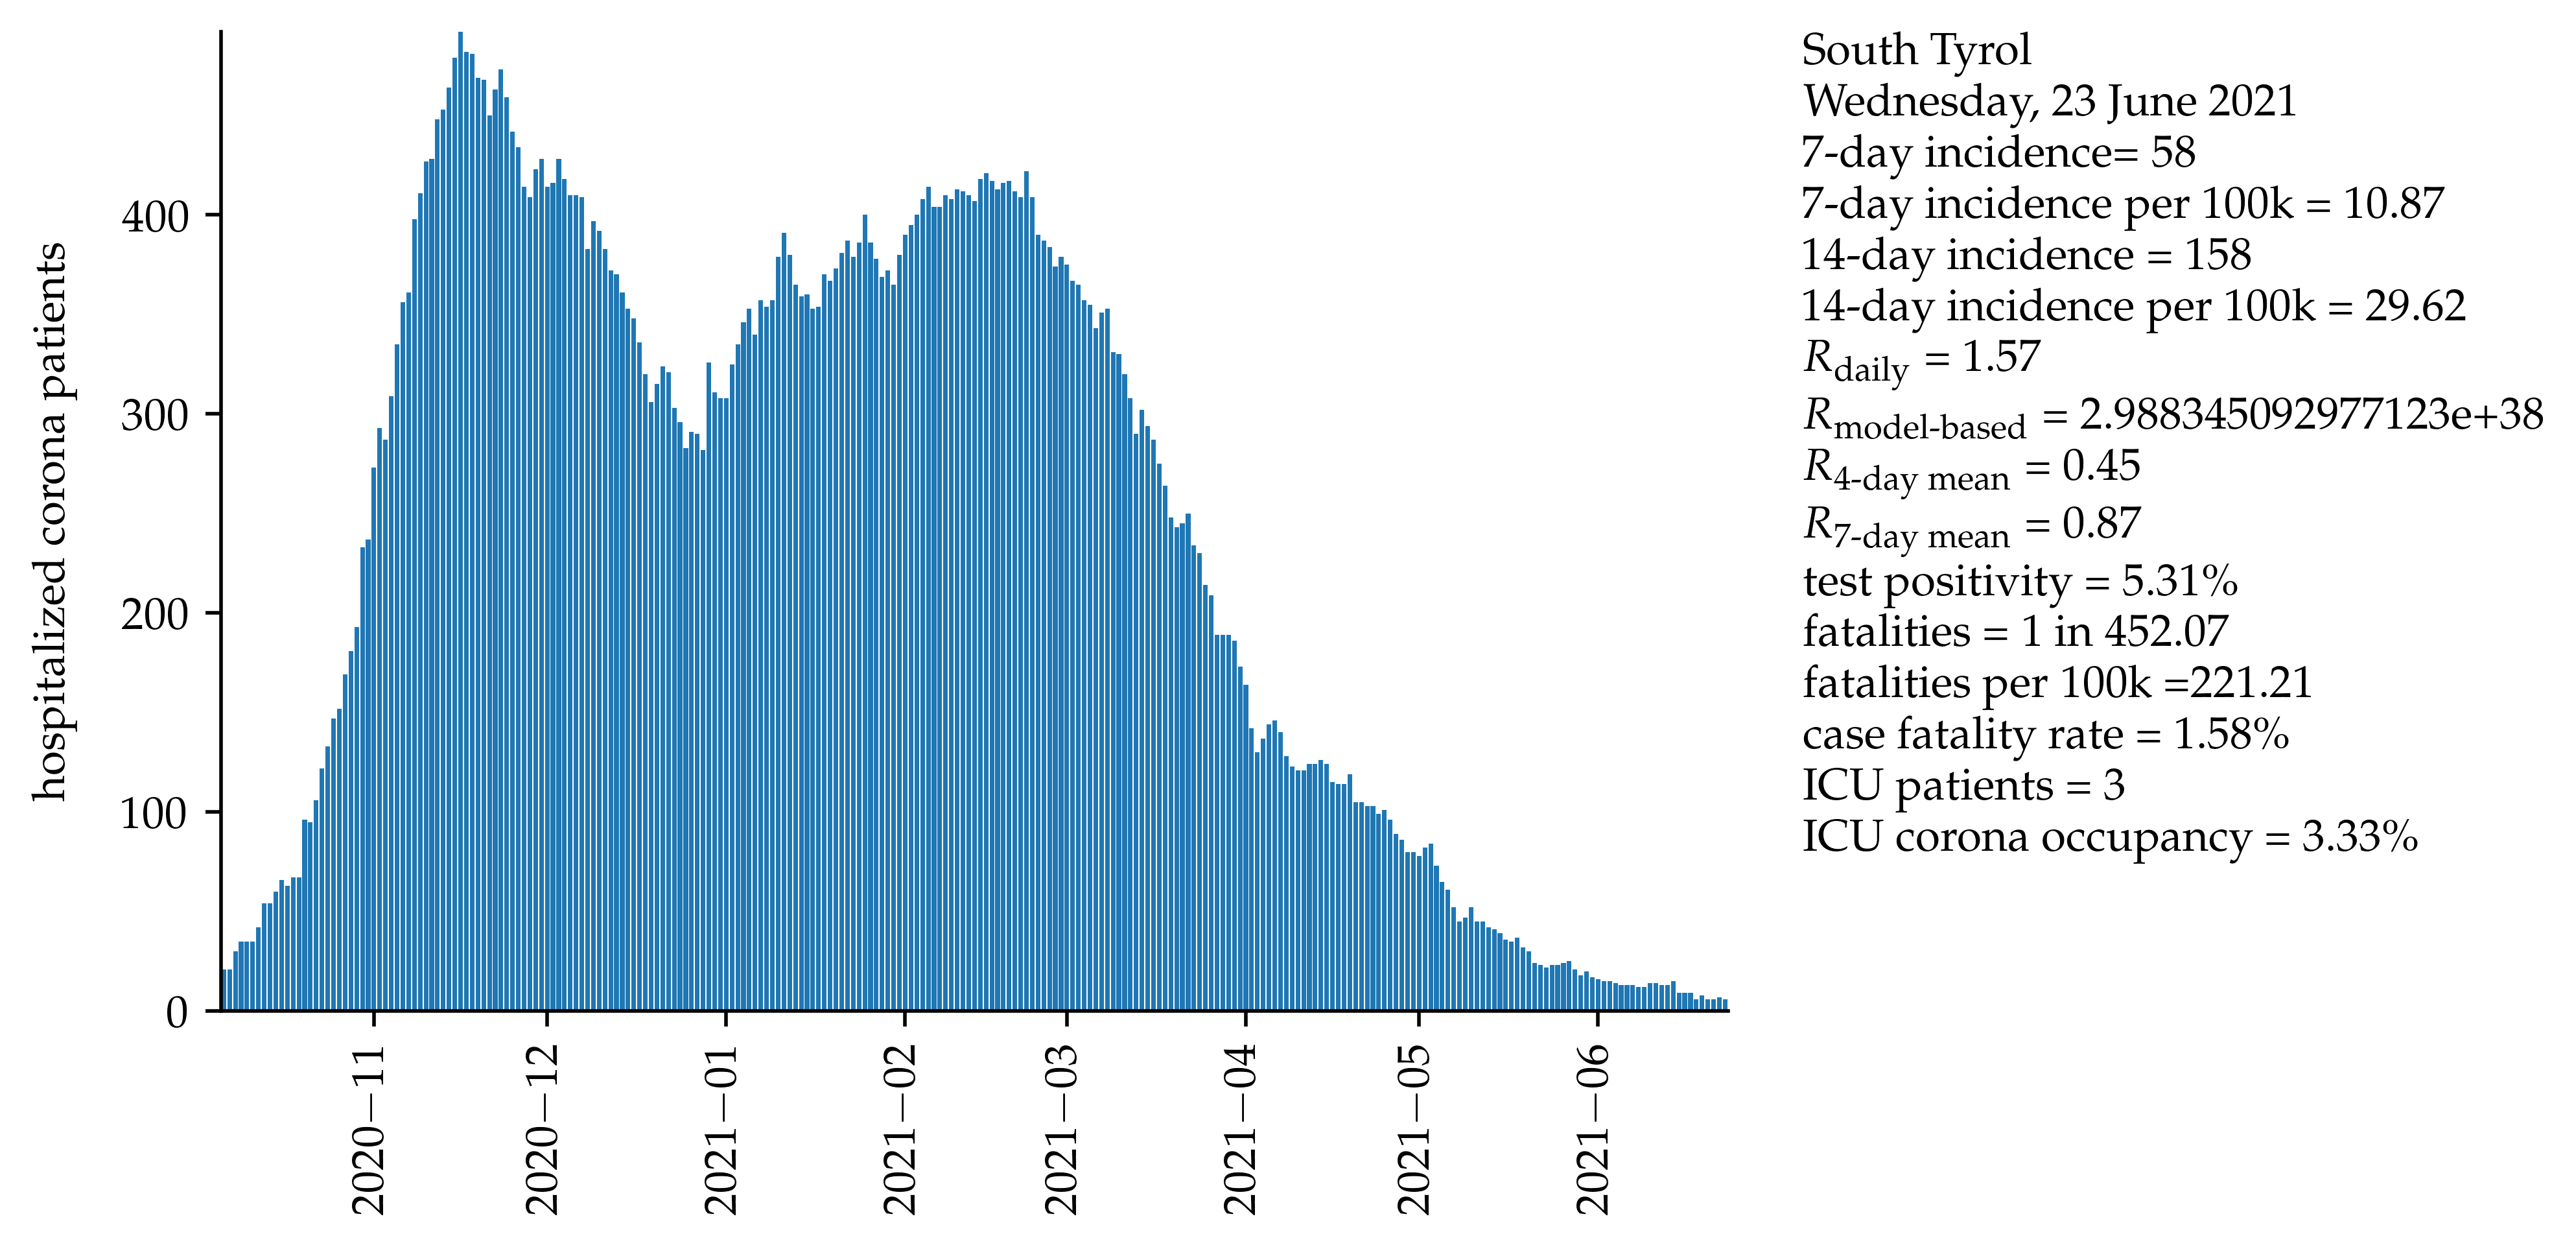 hospitalized corona patients
400
300
200
100
0
2020−11
2020−12
2021−01
2021−02
2021−03
2021−04
2021−05
2021−06
South Tyrol
Wednesday, 23 June 2021
7-day incidence= 58
7-day incidence per 100k = 10.87
14-day incidence = 158
14-day incidence per 100k = 29.62
Rdaily = 1.57
Rmodel-based = 2.988345092977123e+38
R4-day mean = 0.45
R7-day mean = 0.87
test positivity = 5.31%
fatalities = 1 in 452.07
fatalities per 100k =221.21
case fatality rate = 1.58%
ICU patients = 3
ICU corona occupancy = 3.33%